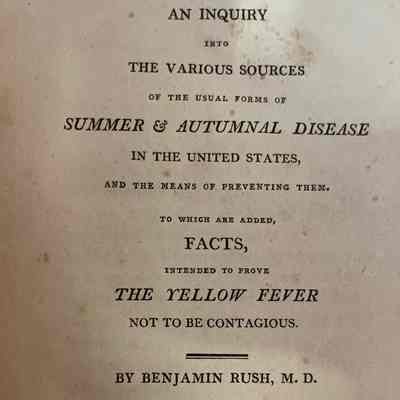 AN INQUIRY
INTO
THE VARIOUS SOURCES
OF THE USUAL FORMS OF
SUMMER & AUTUMNAL DISEASE
IN THE UNITED STATES,
AND THE MEANS OF PREVENTING THEM.
TO WHICH ARE ADDED,
FACTS,
INTENDED TO PROVE
THE YELLOW FEVER
NOT TO BE CONTAGIOUS.
BY BENJAMIN RUSH, M. D.